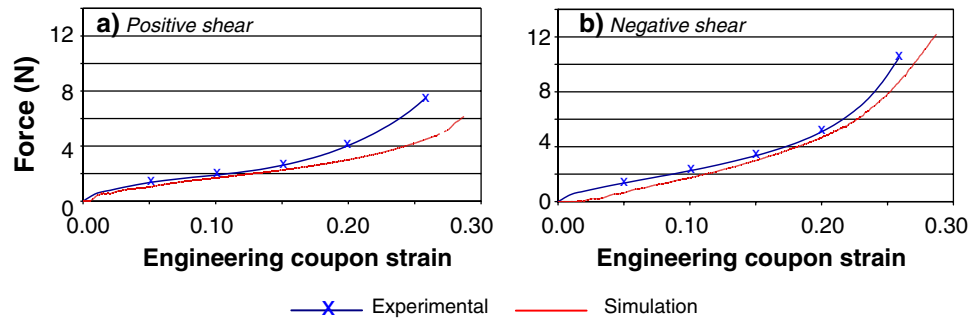 a) Positive shear
b) Negative shear
Force (N)
12
8
4
0
0.00 0.10 0.20 0.30
Engineering coupon strain
12
8
4
0
0.00 0.10 0.20 0.30
Engineering coupon strain
X Experimental
Simulation